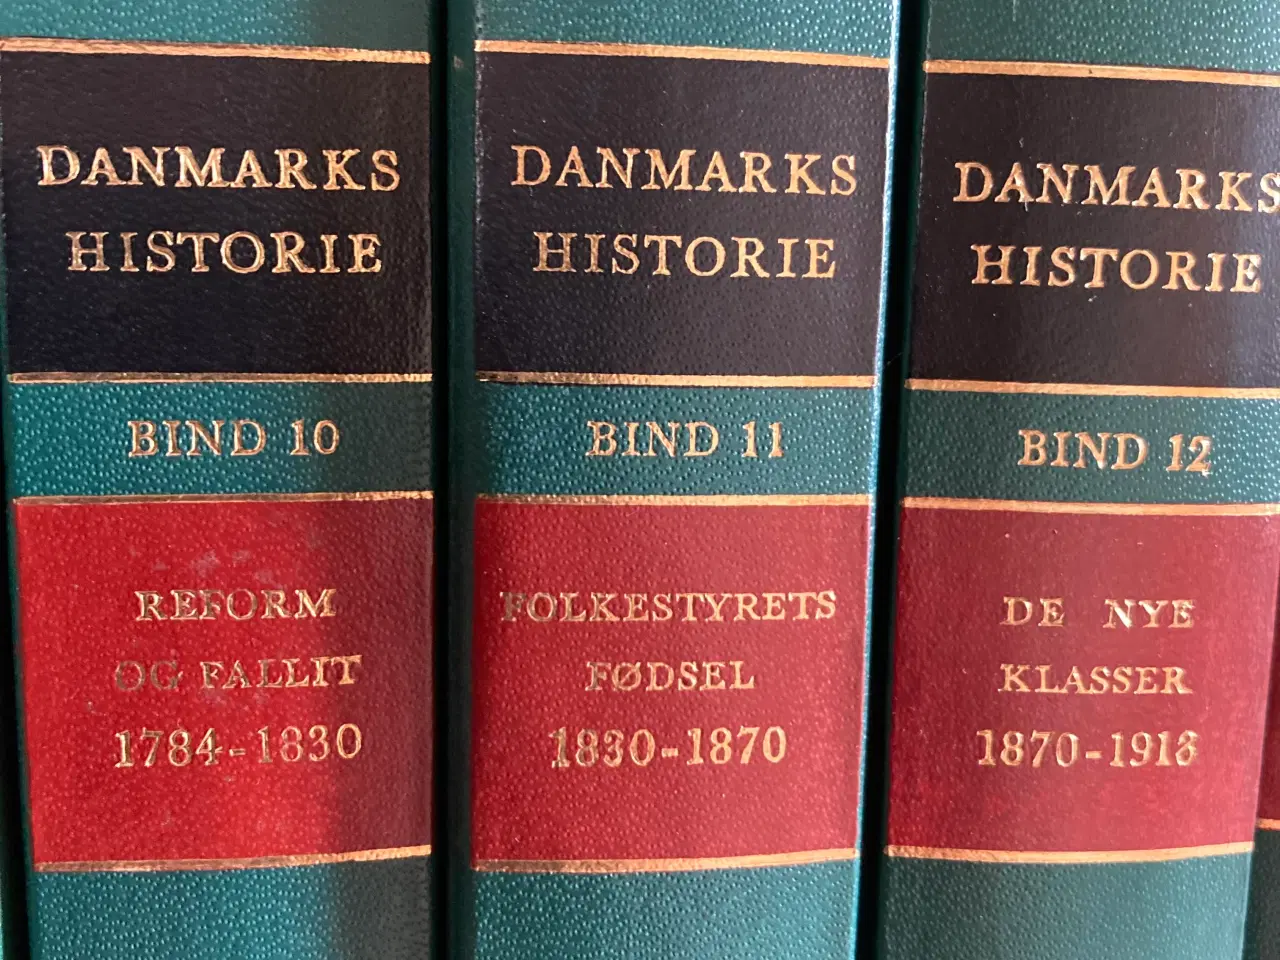 DANMARKS
HISTORIE
BIND 10
REFORM
OG FALLIT
1784-1830
DANMARKS
HISTORIE
BIND 11
FOLKESTYRETS
FØDSEL
1830-1870
DANMARKS
HISTORIE
BIND 12
DE NYE
KLASSER
1870-1913